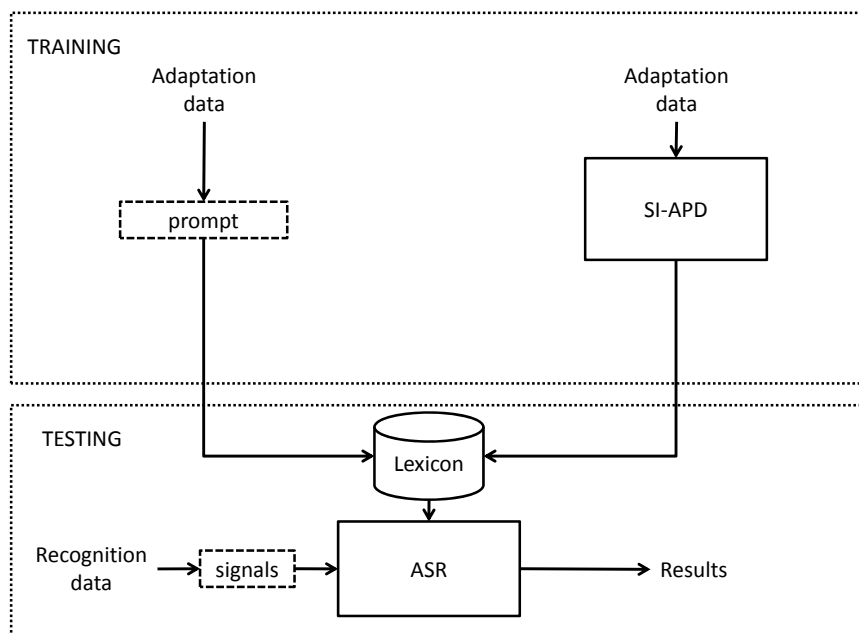 TRAINING
Adaptation
data
Adaptation
data
prompt
SI-APD
TESTING
Lexicon
Recognition
data
signals
ASR
Results